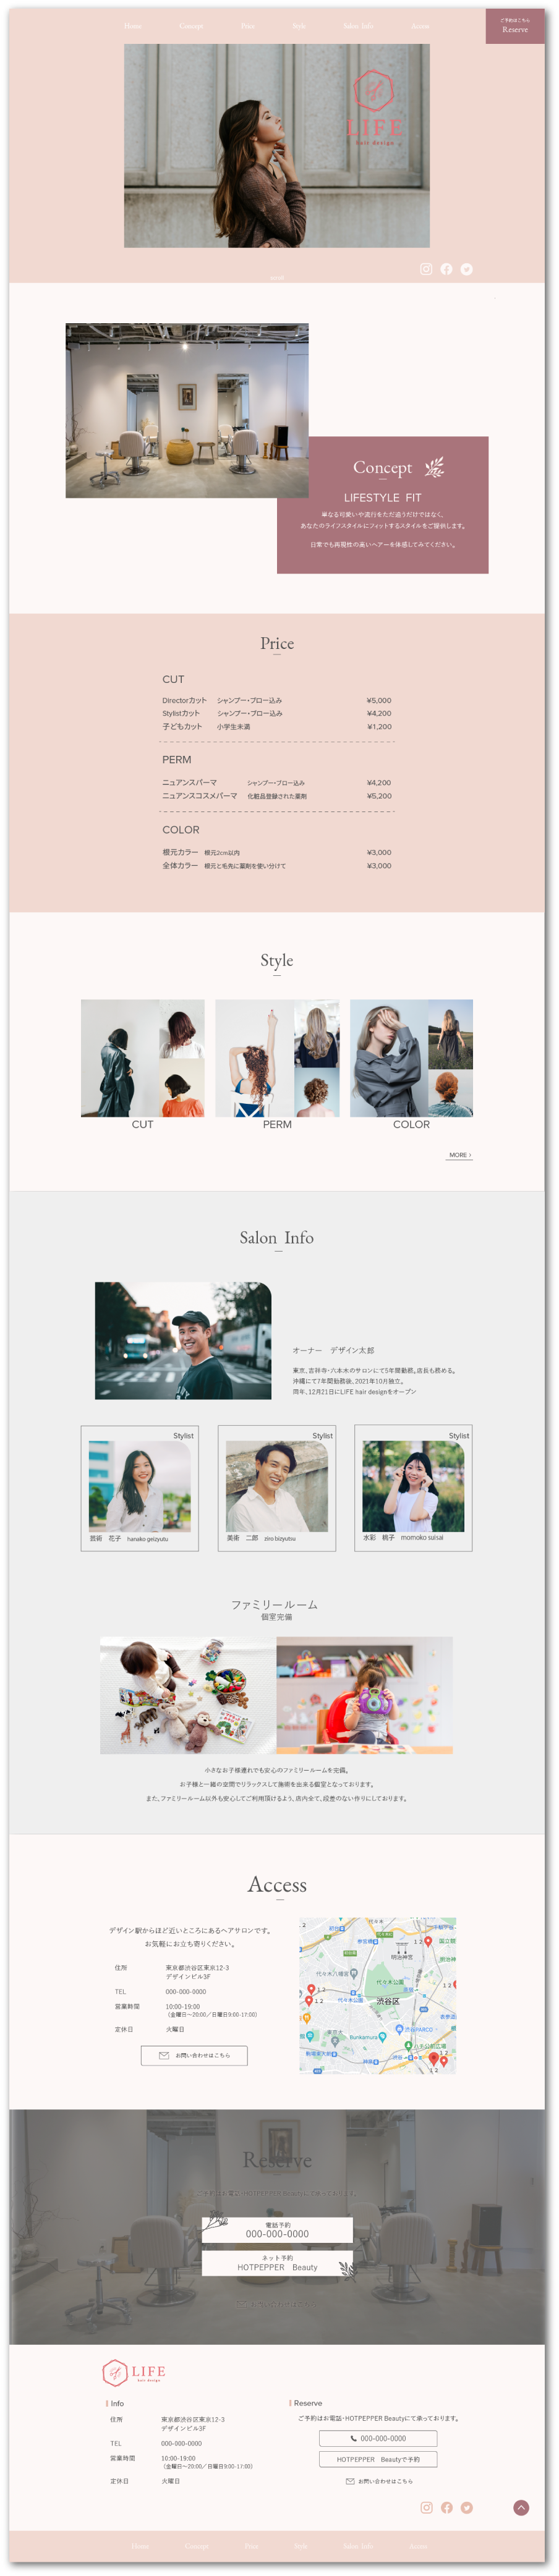 Home Concept Price Style Salon Info Access
ご予約はこちら
Reserve
LIFE
hair design
Concept
LIFESTYLE FIT
単なる可愛いや流行をただ追うだけではなく、
あなたのライフスタイルにフィットするスタイルをご提供します。
日常でも再現性の高いヘアーを体感してみてください。
Price
CUT
Directorカット シャンプー・ブロー込み ¥5,000
Stylistカット シャンプー・ブロー込み ¥4,200
子どもカット 小学生未満 ¥1,200
PERM
ニュアンスパーマ シャンプー・ブロー込み ¥4,200
ニュアンスコスメパーマ 化粧品登録された薬剤 ¥5,200
COLOR
根元カラー 根元2cm以内 ¥3,000
全体カラー 根元と毛先に薬剤を使い分けて ¥3,000
Style
CUT PERM COLOR
MORE >
Salon Info
オーナー デザイン太郎
東京、吉祥寺・六本木のサロンにて5年間勤務。店長も務める。
沖縄にて7年間勤務後、2021年10月独立。
同年、12月21日にLIFE hair designをオープン
Stylist
芸術 花子 hanako geizyutu
Stylist
美術 二郎 ziro bizyutsu
Stylist
水彩 桃子 momoko suisai
ファミリールーム
個室完備
小さなお子様連れでも安心のファミリールームを完備。
お子様と一緒の空間でリラックスして施術を出来る個室となっております。
また、ファミリールーム以外も安心してご利用頂けるよう、店内全て、段差のない作りにしております。
Access
デザイン駅からほど近いところにあるヘアサロンです。
お気軽にお立ち寄りください。
住所 東京都渋谷区東京12-3
デザインビル3F
TEL 000-000-0000
営業時間 10:00-19:00
(金曜日〜20:00／日曜日9:00-17:00)
定休日 火曜日
お問い合わせはこちら
代々木
明治神宮
代々木八幡宮
代々木公園
代々木公園
渋谷区
渋谷PARCO
Bunkamura
Reserve
電話予約
000-000-0000
ネット予約
HOTPEPPER Beauty
LIFE
hair design
Info
住所 東京都渋谷区東京12-3
デザインビル3F
TEL 000-000-0000
営業時間 10:00-19:00
(金曜日〜20:00／日曜日9:00-17:00)
定休日 火曜日
Reserve
ご予約はお電話・HOTPEPPER Beautyにて承っております。
000-000-0000
HOTPEPPER Beautyで予約
お問い合わせはこちら
Home Concept Price Style Salon Info Access